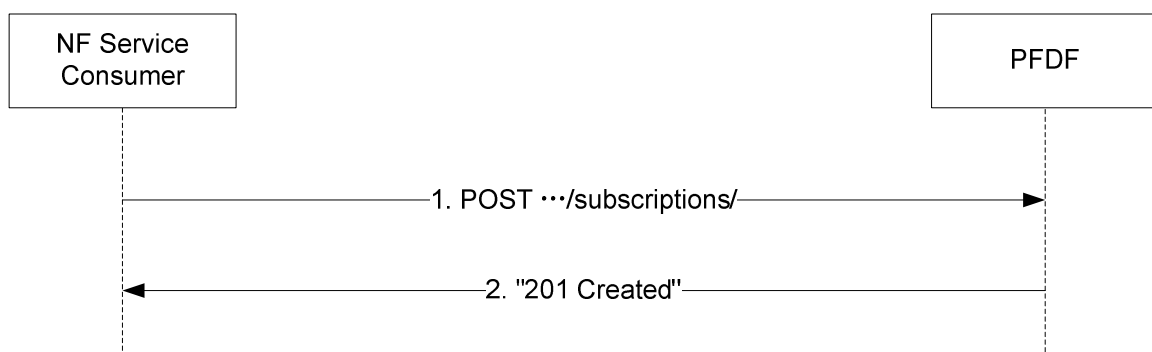 NF Service
Consumer
PFDF
1. POST ···/subscriptions/
2. "201 Created"